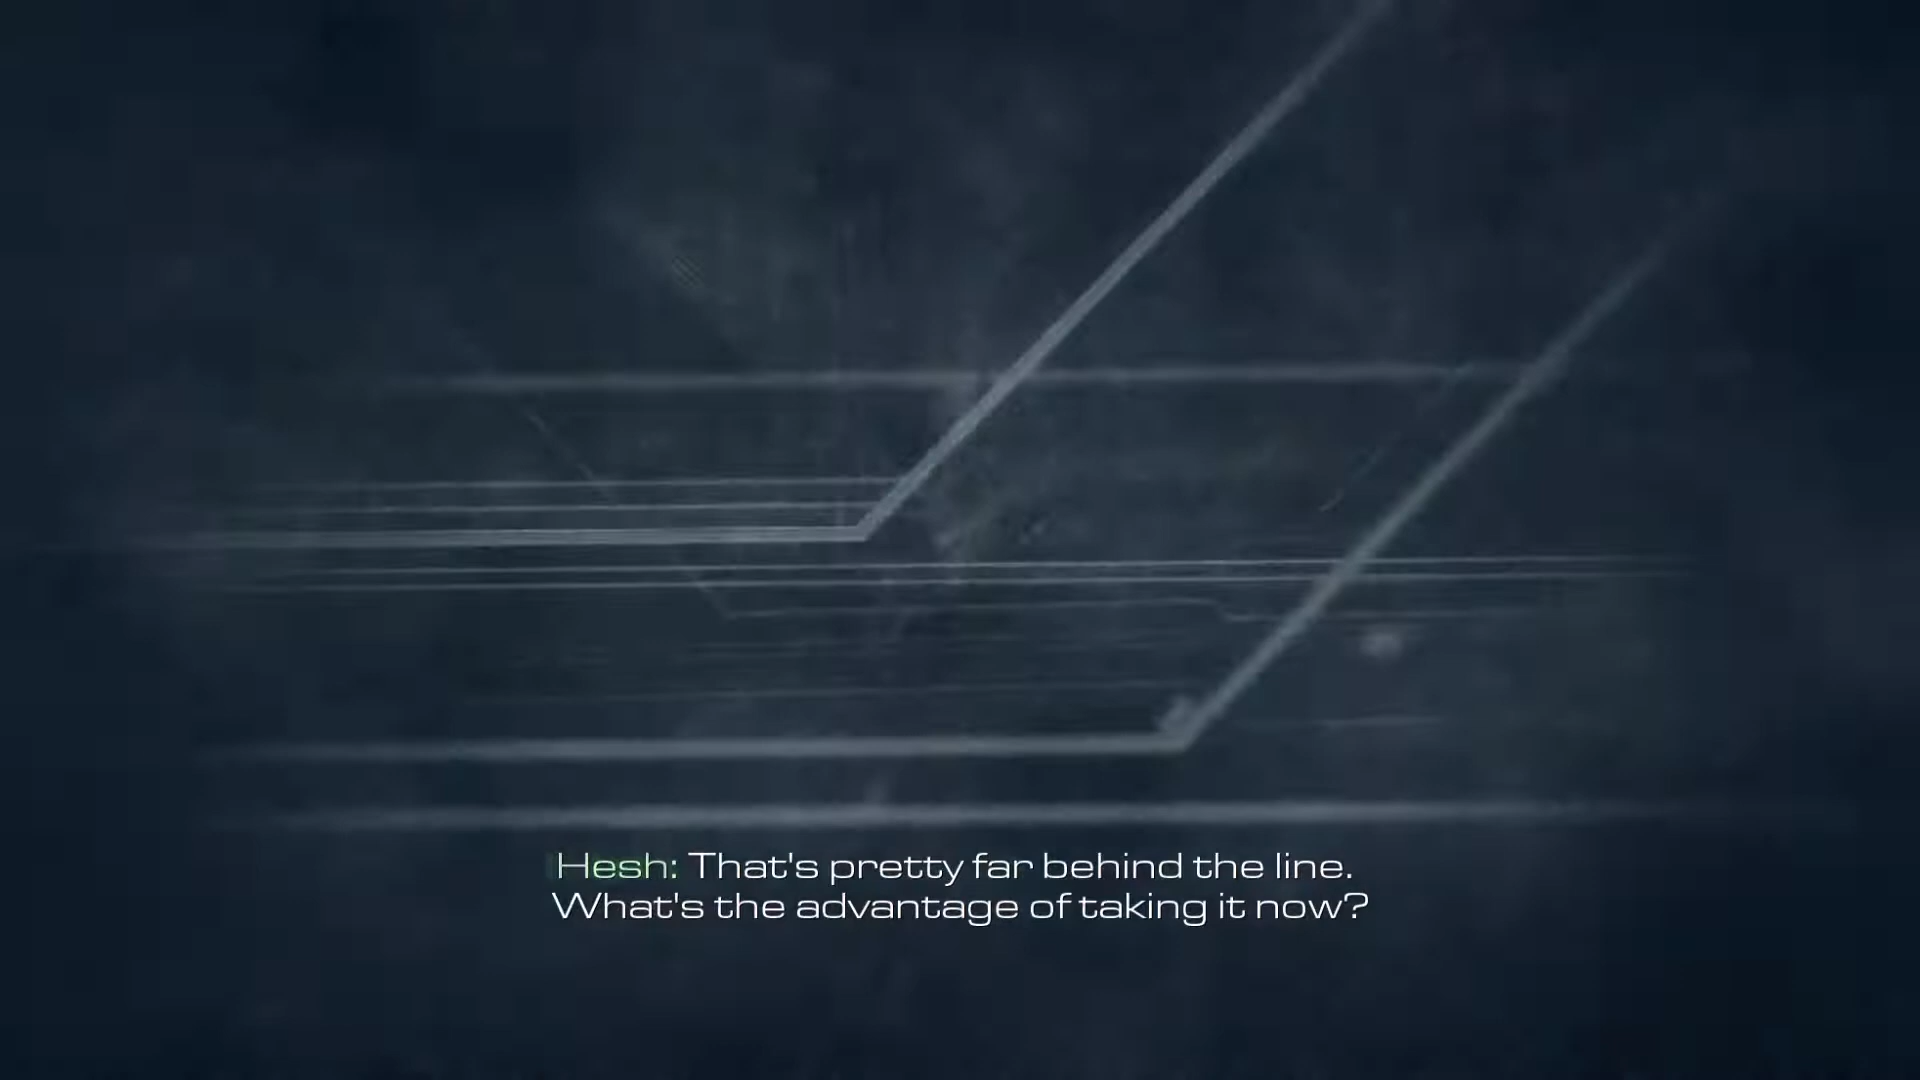 Hesh: That's pretty far behind the line.
What's the advantage of taking it now?